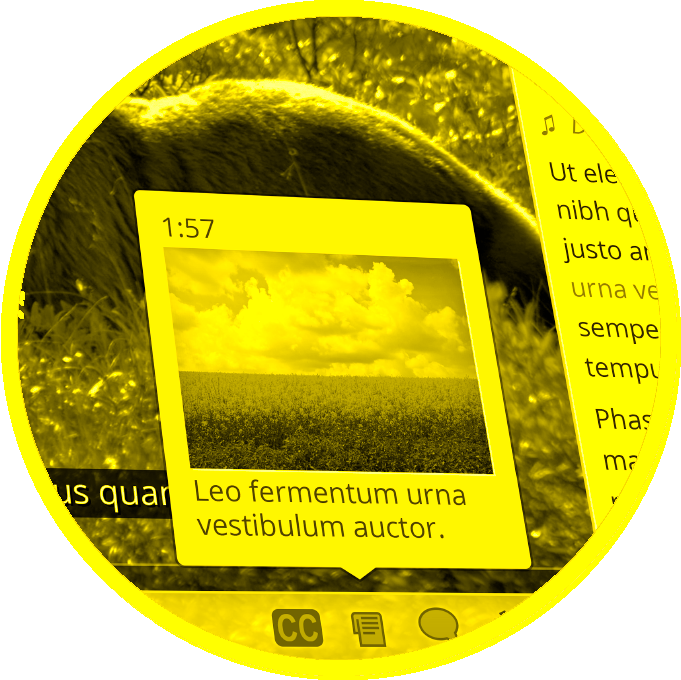 1:57
Leo fermentum urna
vestibulum auctor.
us quar
CC
Ut ele
nibh
justo
urna ve
sempe
tempu
Phas
ma